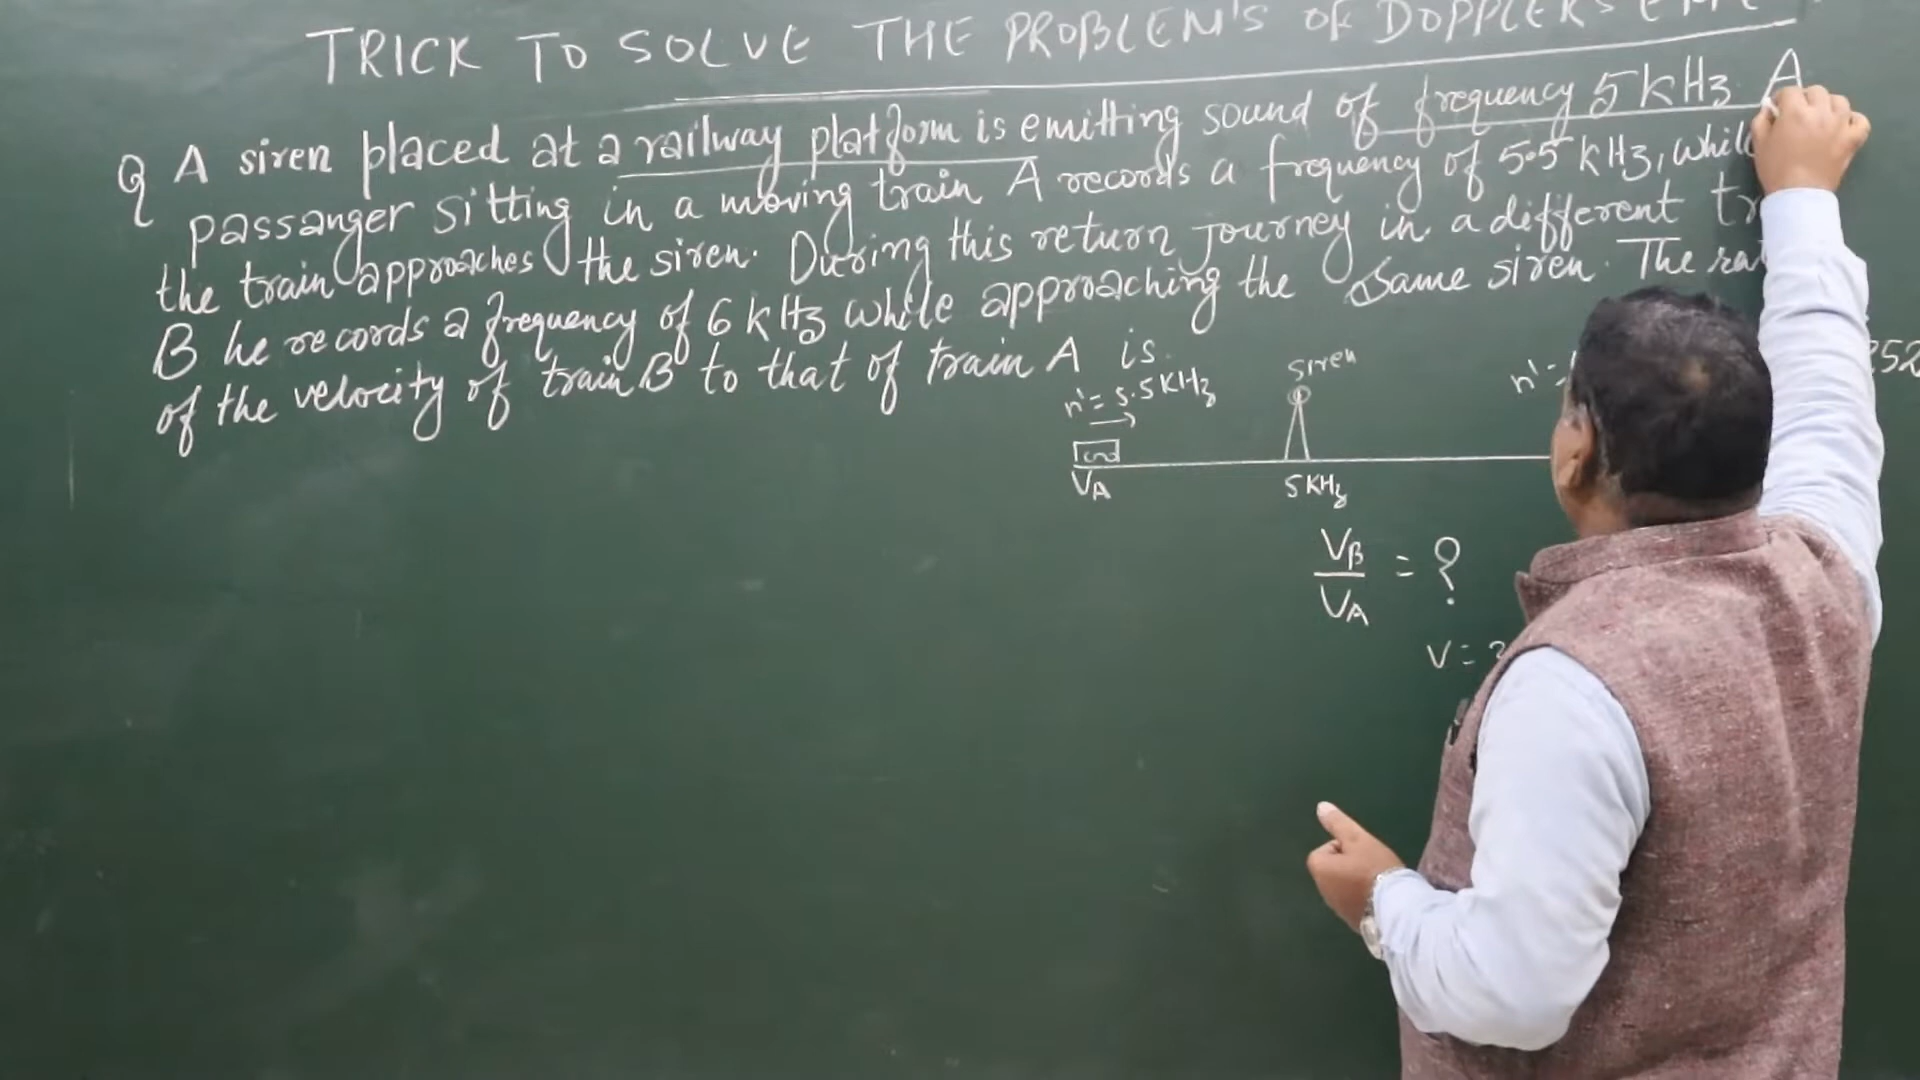 TRICK TO SOLVE THE PROBLEM'S OF DOPPLER'S
Q A siren placed at a railway platform is emitting sound of frequency 5 kHz. A
passanger sitting in a moving train A records a frequency of 5.5 kHz, while
the train approaches the siren. During this return journey in a different
B he records a frequency of 6 kHz while approaching the same siren. The
of the velocity of train B to that of train A is.
siren
n' = 5.5 KHz
n' =
VA
5 KHz
VB
VA
= ?
V =